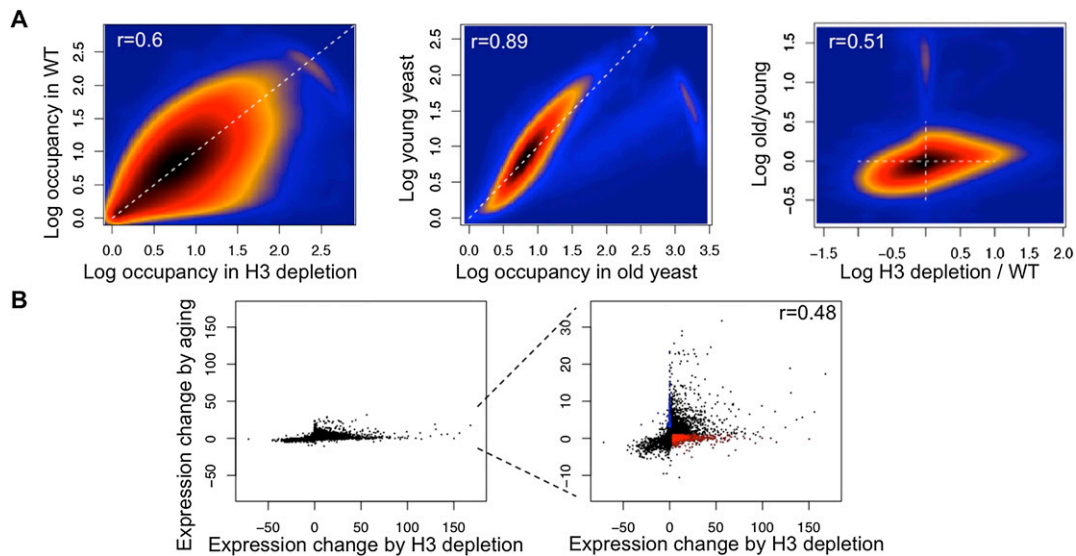 A
r=0.6
Log occupancy in WT
2.5
2.0
1.5
1.0
0.5
0.0
0.0 0.5 1.0 1.5 2.0 2.5
Log occupancy in H3 depletion
r=0.89
Log young yeast
2.5
2.0
1.5
1.0
0.5
0.0
0.0 0.5 1.0 1.5 2.0 2.5 3.0 3.5
Log occupancy in old yeast
r=0.51
Log old/young
1.5
1.0
0.5
0.0
−0.5
−1.5 −0.5 0.0 0.5 1.0 1.5 2.0
Log H3 depletion / WT
B
Expression change by aging
150
100
50
0
−50
−50 0 50 100 150
Expression change by H3 depletion
r=0.48
Expression change by aging
30
20
10
0
−10
−50 0 50 100 150
Expression change by H3 depletion